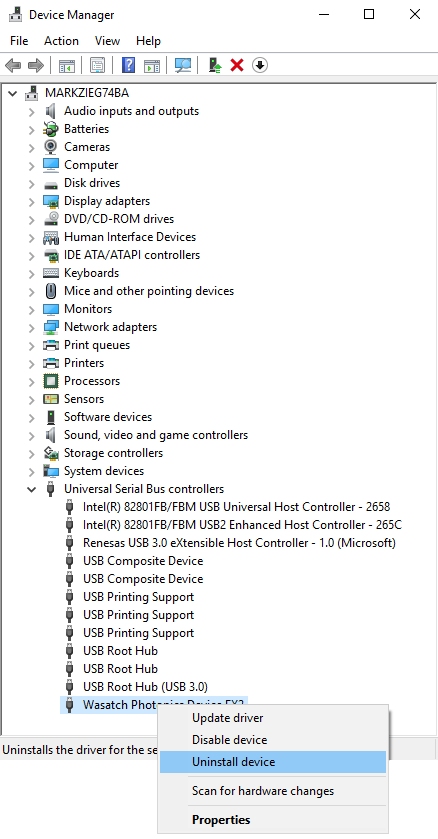 Device Manager
File Action View Help
MARKZIEG74BA
Audio inputs and outputs
Batteries
Cameras
Computer
Disk drives
Display adapters
DVD/CD-ROM drives
Human Interface Devices
IDE ATA/ATAPI controllers
Keyboards
Mice and other pointing devices
Monitors
Network adapters
Print queues
Printers
Processors
Sensors
Software devices
Sound, video and game controllers
Storage controllers
System devices
Universal Serial Bus controllers
Intel(R) 82801FB/FBM USB Universal Host Controller - 2658
Intel(R) 82801FB/FBM USB2 Enhanced Host Controller - 265C
Renesas USB 3.0 eXtensible Host Controller - 1.0 (Microsoft)
USB Composite Device
USB Composite Device
USB Printing Support
USB Printing Support
USB Printing Support
USB Root Hub
USB Root Hub
USB Root Hub (USB 3.0)
Wasatch Photonics Device FX2
Update driver
Disable device
Uninstalls the driver for the se
Uninstall device
Scan for hardware changes
Properties